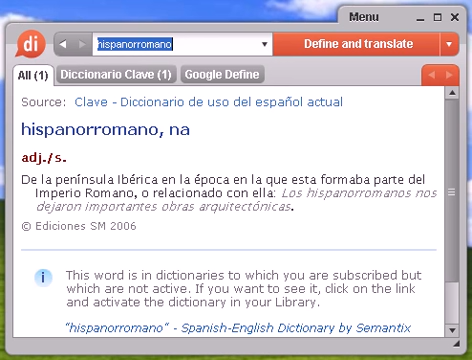 Menu
di hispanorromano Define and translate
All (1) Diccionario Clave (1) Google Define
Source: Clave - Diccionario de uso del español actual
hispanorromano, na
adj./s.
De la península Ibérica en la época en la que esta formaba parte del
Imperio Romano, o relacionado con ella: Los hispanorromanos nos
dejaron importantes obras arquitectónicas.
© Ediciones SM 2006
i This word is in dictionaries to which you are subscribed but
which are not active. If you want to see it, click on the link
and activate the dictionary in your Library.
"hispanorromano" - Spanish-English Dictionary by Semantix